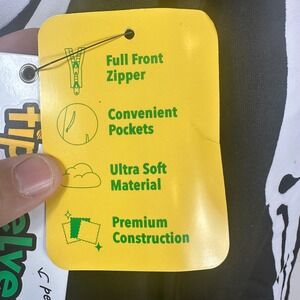 Full Front
Zipper
Convenient
Pockets
Ultra Soft
Material
Premium
Construction